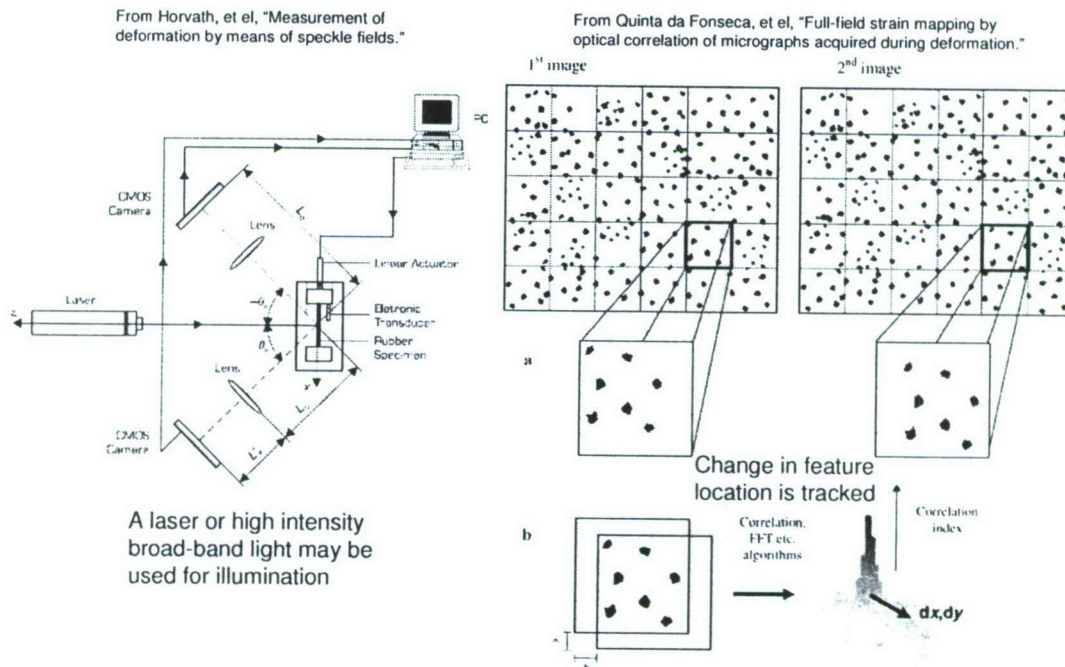 From Horvath, et el, "Measurement of
deformation by means of speckle fields."
PC
CMOS
Camera
Lens
Linear Actuator
Laser
z
Eletronic
Transducer
Rubber
Specimen
Lens
CMOS
Camera
A laser or high intensity
broad-band light may be
used for illumination
From Quinta da Fonseca, et el, "Full-field strain mapping by
optical correlation of micrographs acquired during deformation."
1st image
2nd image
a
Change in feature
location is tracked
b
Correlation,
FFT etc.
algorithms
Correlation
index
dx,dy